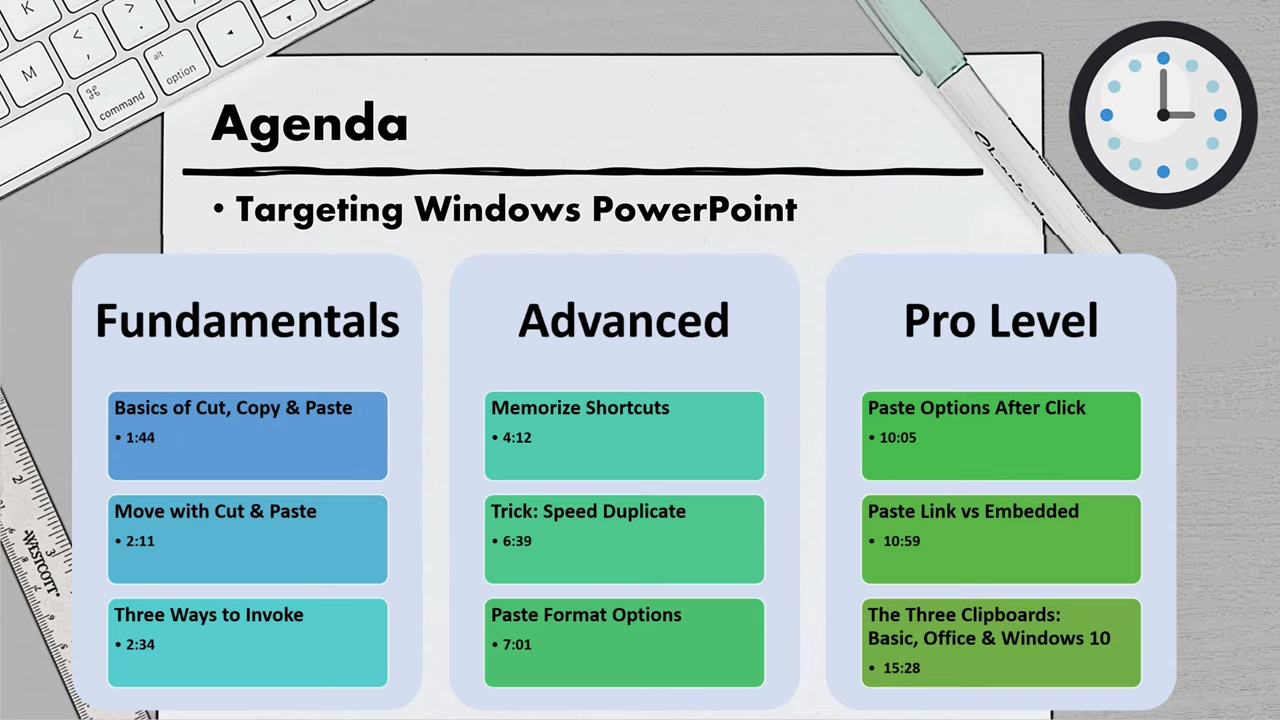 K
M
< ,
> .
?
alt
option
⌘
command
Agenda
• Targeting Windows PowerPoint
Fundamentals
Basics of Cut, Copy & Paste
• 1:44
Move with Cut & Paste
• 2:11
Three Ways to Invoke
• 2:34
Advanced
Memorize Shortcuts
• 4:12
Trick: Speed Duplicate
• 6:39
Paste Format Options
• 7:01
Pro Level
Paste Options After Click
• 10:05
Paste Link vs Embedded
• 10:59
The Three Clipboards:
Basic, Office & Windows 10
• 15:28
WESTCOTT